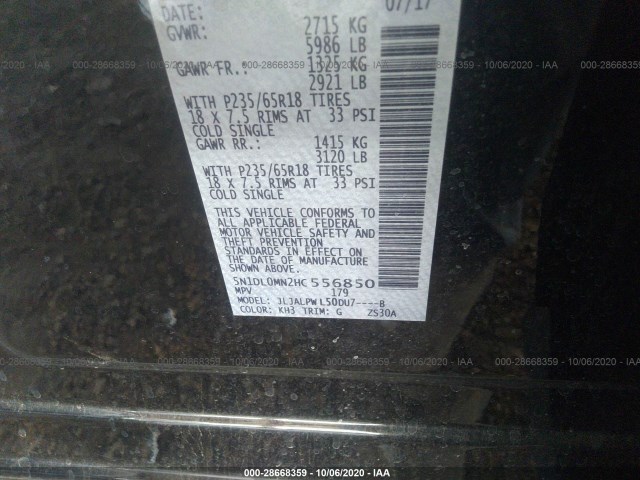 DATE: 07/17
GVWR: 2715 KG
5986 LB
GAWR FR.: 1325 KG
2921 LB
WITH P235/65R18 TIRES
18 X 7.5 RIMS AT 33 PSI
COLD SINGLE
GAWR RR.: 1415 KG
3120 LB
WITH P235/65R18 TIRES
18 X 7.5 RIMS AT 33 PSI
COLD SINGLE
THIS VEHICLE CONFORMS TO
ALL APPLICABLE FEDERAL
MOTOR VEHICLE SAFETY AND
THEFT PREVENTION
STANDARDS IN EFFECT ON
THE DATE OF MANUFACTURE
SHOWN ABOVE.
5N1DL0MN2HC556850
MPV 179
MODEL: JLJALPW L50DU7----B
COLOR: KH3 TRIM: G ZS30A
000-28668359 - 10/06/2020 - IAA